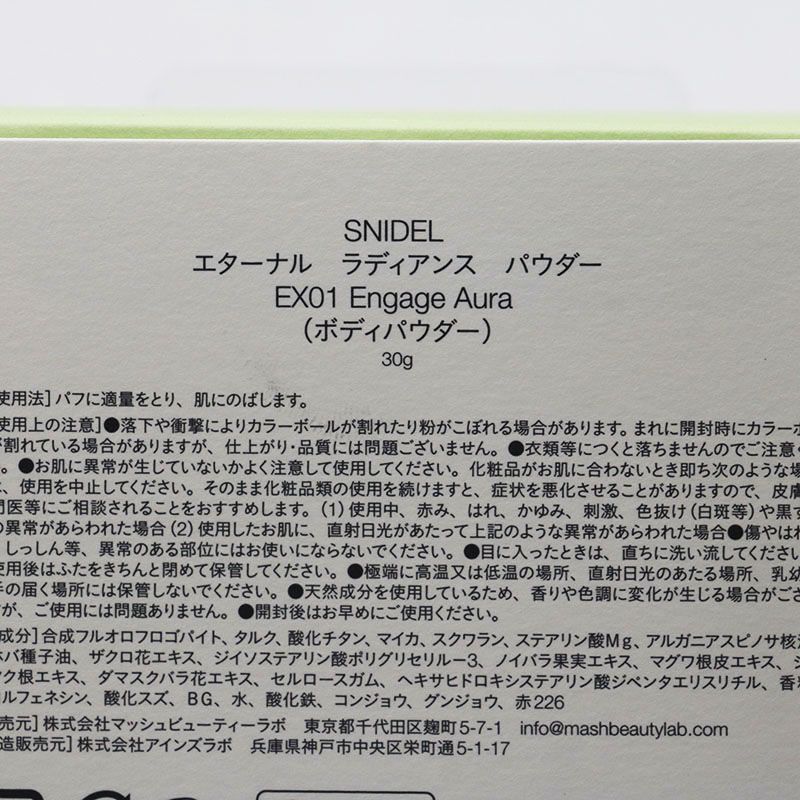 SNIDEL
エターナル　ラディアンス　パウダー
EX01 Engage Aura
（ボディパウダー）
30g
使用法］パフに適量をとり、肌にのばします。
使用上の注意］●落下や衝撃によりカラーボールが割れたり粉がこぼれる場合があります。まれに開封時にカラーボ
が割れている場合がありますが、仕上がり・品質には問題ございません。●衣類等につくと落ちませんのでご注意く
。●お肌に異常が生じていないかよく注意して使用してください。化粧品がお肌に合わないとき即ち次のような場
は、使用を中止してください。そのまま化粧品類の使用を続けますと、症状を悪化させることがありますので、皮膚
門医等にご相談されることをおすすめします。（1）使用中、赤み、はれ、かゆみ、刺激、色抜け（白斑等）や黒ず
の異常があらわれた場合（2）使用したお肌に、直射日光があたって上記のような異常があらわれた場合●傷やはれ
、しっしん等、異常のある部位にはお使いにならないでください。●目に入ったときは、直ちに洗い流してください
使用後はふたをきちんと閉めて保管してください。●極端に高温又は低温の場所、直射日光のあたる場所、乳幼
手の届く場所には保管しないでください。●天然成分を使用しているため、香りや色調に変化が生じる場合がござ
すが、ご使用には問題ありません。●開封後はお早めにご使用ください。
成分］合成フルオロフロゴパイト、タルク、酸化チタン、マイカ、スクワラン、ステアリン酸Mg、アルガニアスピノサ核油
ホバ種子油、ザクロ花エキス、ジイソステアリン酸ポリグリセリル－3、ノイバラ果実エキス、マグワ根皮エキス、シ
ク根エキス、ダマスクバラ花エキス、セルロースガム、ヘキサヒドロキシステアリン酸ジペンタエリスリチル、香料
ルフェネシン、酸化スズ、BG、水、酸化鉄、コンジョウ、グンジョウ、赤226
売元］株式会社マッシュビューティーラボ　東京都千代田区麹町5-7-1　info@mashbeautylab.com
造販売元］株式会社アインズラボ　兵庫県神戸市中央区栄町通5-1-17